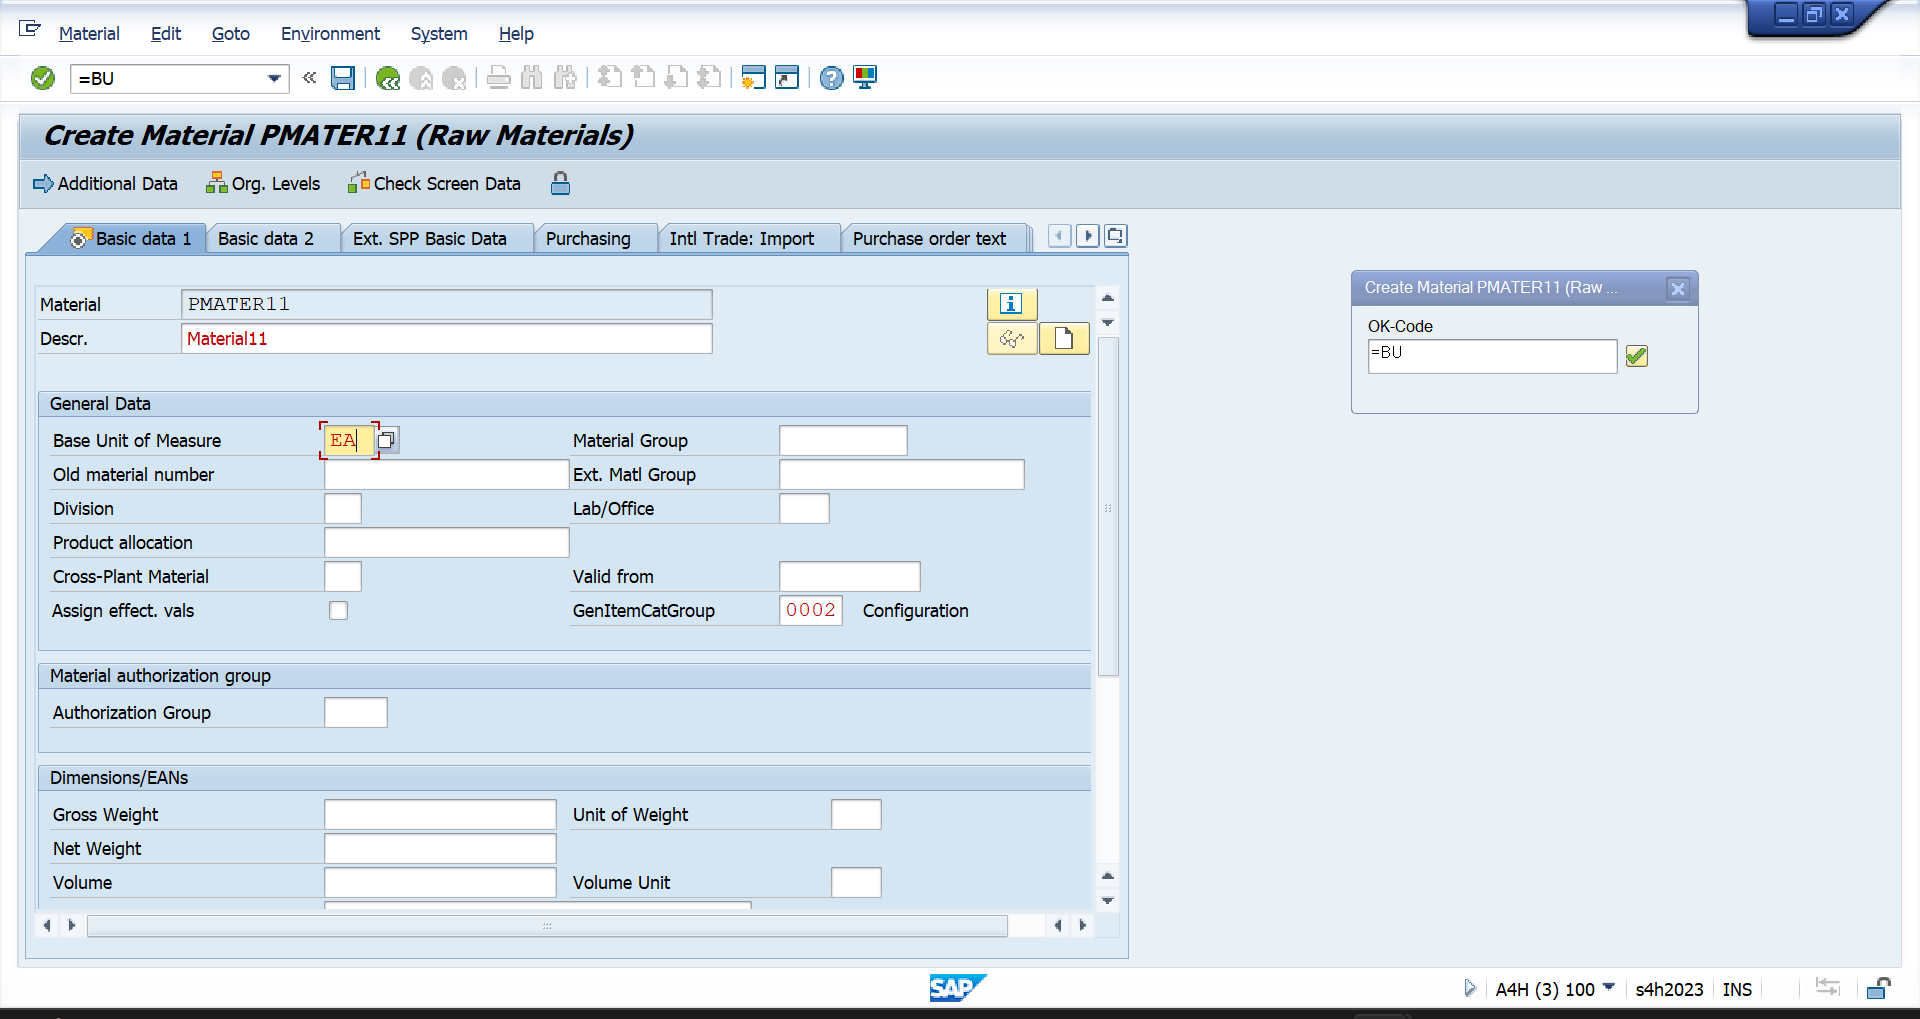 Material Edit Goto Environment System Help
=BU
Create Material PMATER11 (Raw Materials)
Additional Data Org. Levels Check Screen Data
Basic data 1 Basic data 2 Ext. SPP Basic Data Purchasing Intl Trade: Import Purchase order text
Material PMATER11
Descr. Material11
General Data
Base Unit of Measure EA Material Group
Old material number Ext. Matl Group
Division Lab/Office
Product allocation
Cross-Plant Material Valid from
Assign effect. vals GenItemCatGroup 0002 Configuration
Material authorization group
Authorization Group
Dimensions/EANs
Gross Weight Unit of Weight
Net Weight
Volume Volume Unit
Create Material PMATER11 (Raw ...
OK-Code
=BU
SAP
A4H (3) 100 s4h2023 INS